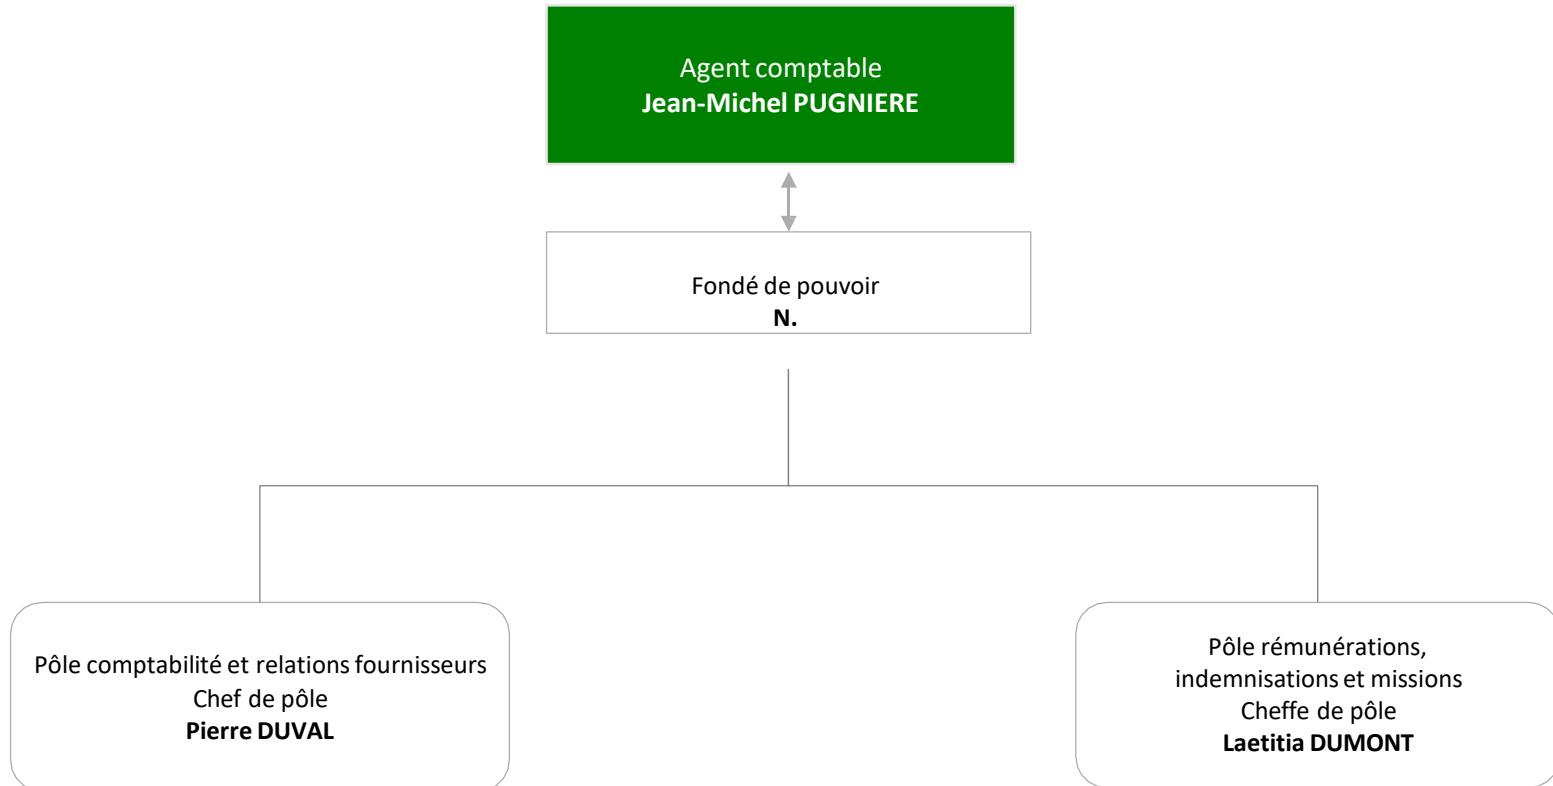 Agent comptable
Jean-Michel PUGNIERE
Fondé de pouvoir
N.
Pôle comptabilité et relations fournisseurs
Chef de pôle
Pierre DUVAL
Pôle rémunérations,
indemnisations et missions
Cheffe de pôle
Laetitia DUMONT